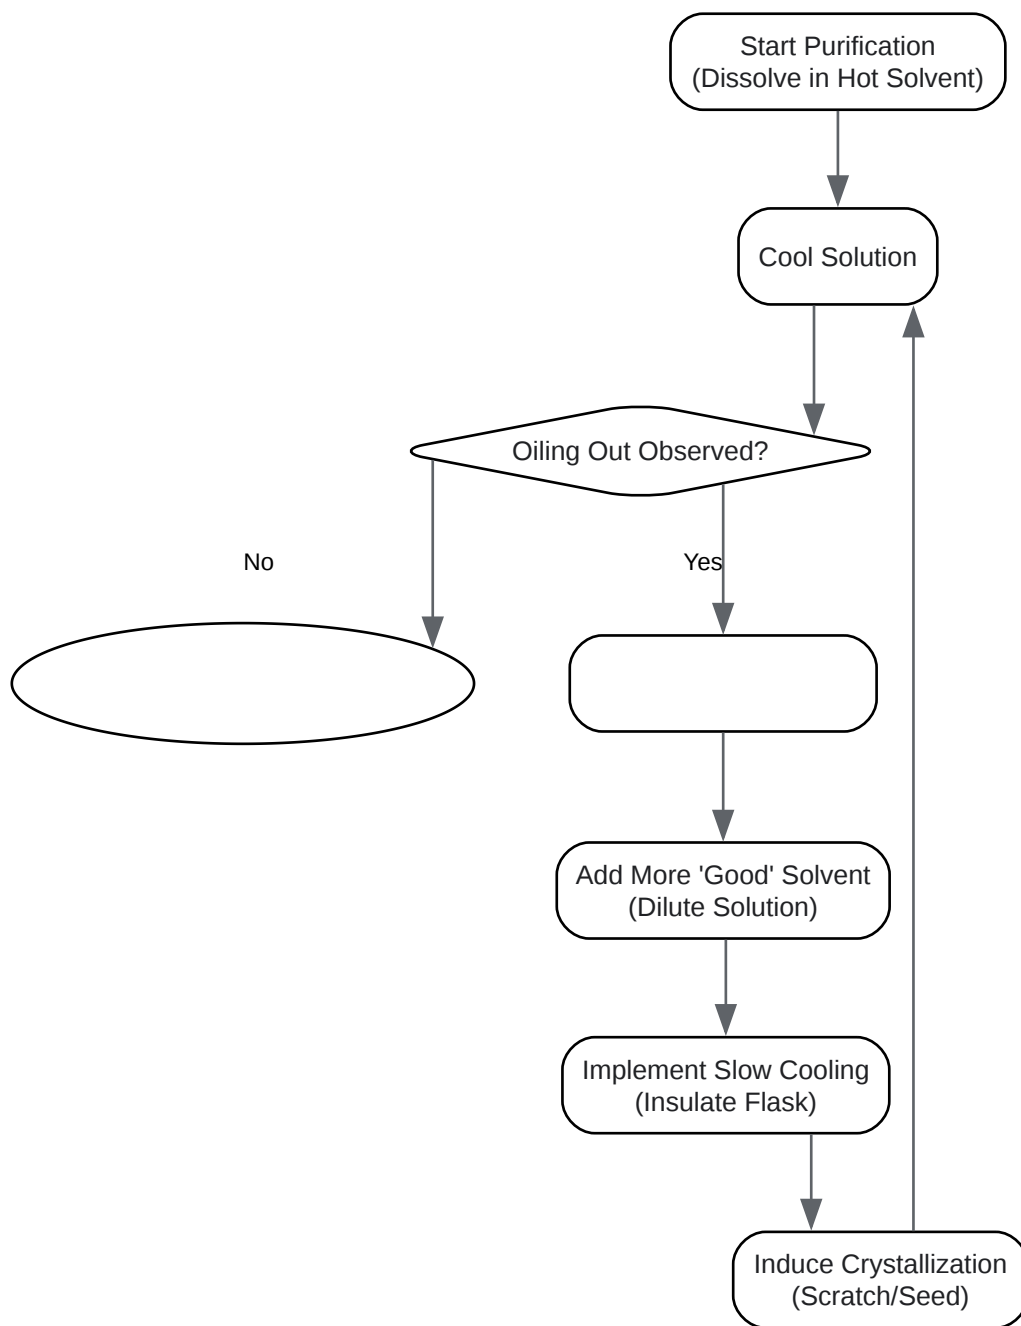 Start Purification
(Dissolve in Hot Solvent)
Cool Solution
Oiling Out Observed?
No
Yes
Add More 'Good' Solvent
(Dilute Solution)
Implement Slow Cooling
(Insulate Flask)
Induce Crystallization
(Scratch/Seed)